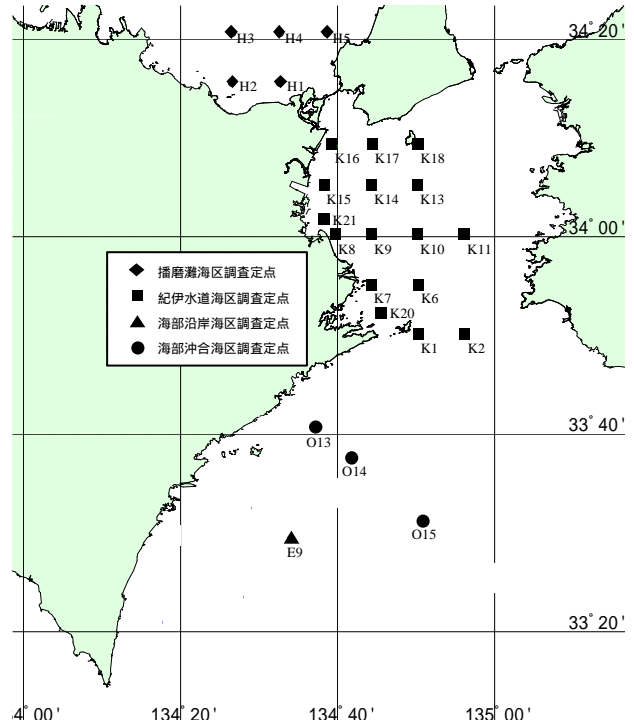 H3 H4 H5
34° 20'
H2 H1
K16 K17 K18
K15 K14 K13
K21
34° 00'
K8 K9 K10 K11
播磨灘海区調査定点
紀伊水道海区調査定点
海部沿岸海区調査定点
海部沖合海区調査定点
K7 K6
K20
K1 K2
33° 40'
O13
O14
O15
E9
33° 20'
4° 00' 134° 20' 134° 40' 135° 00'